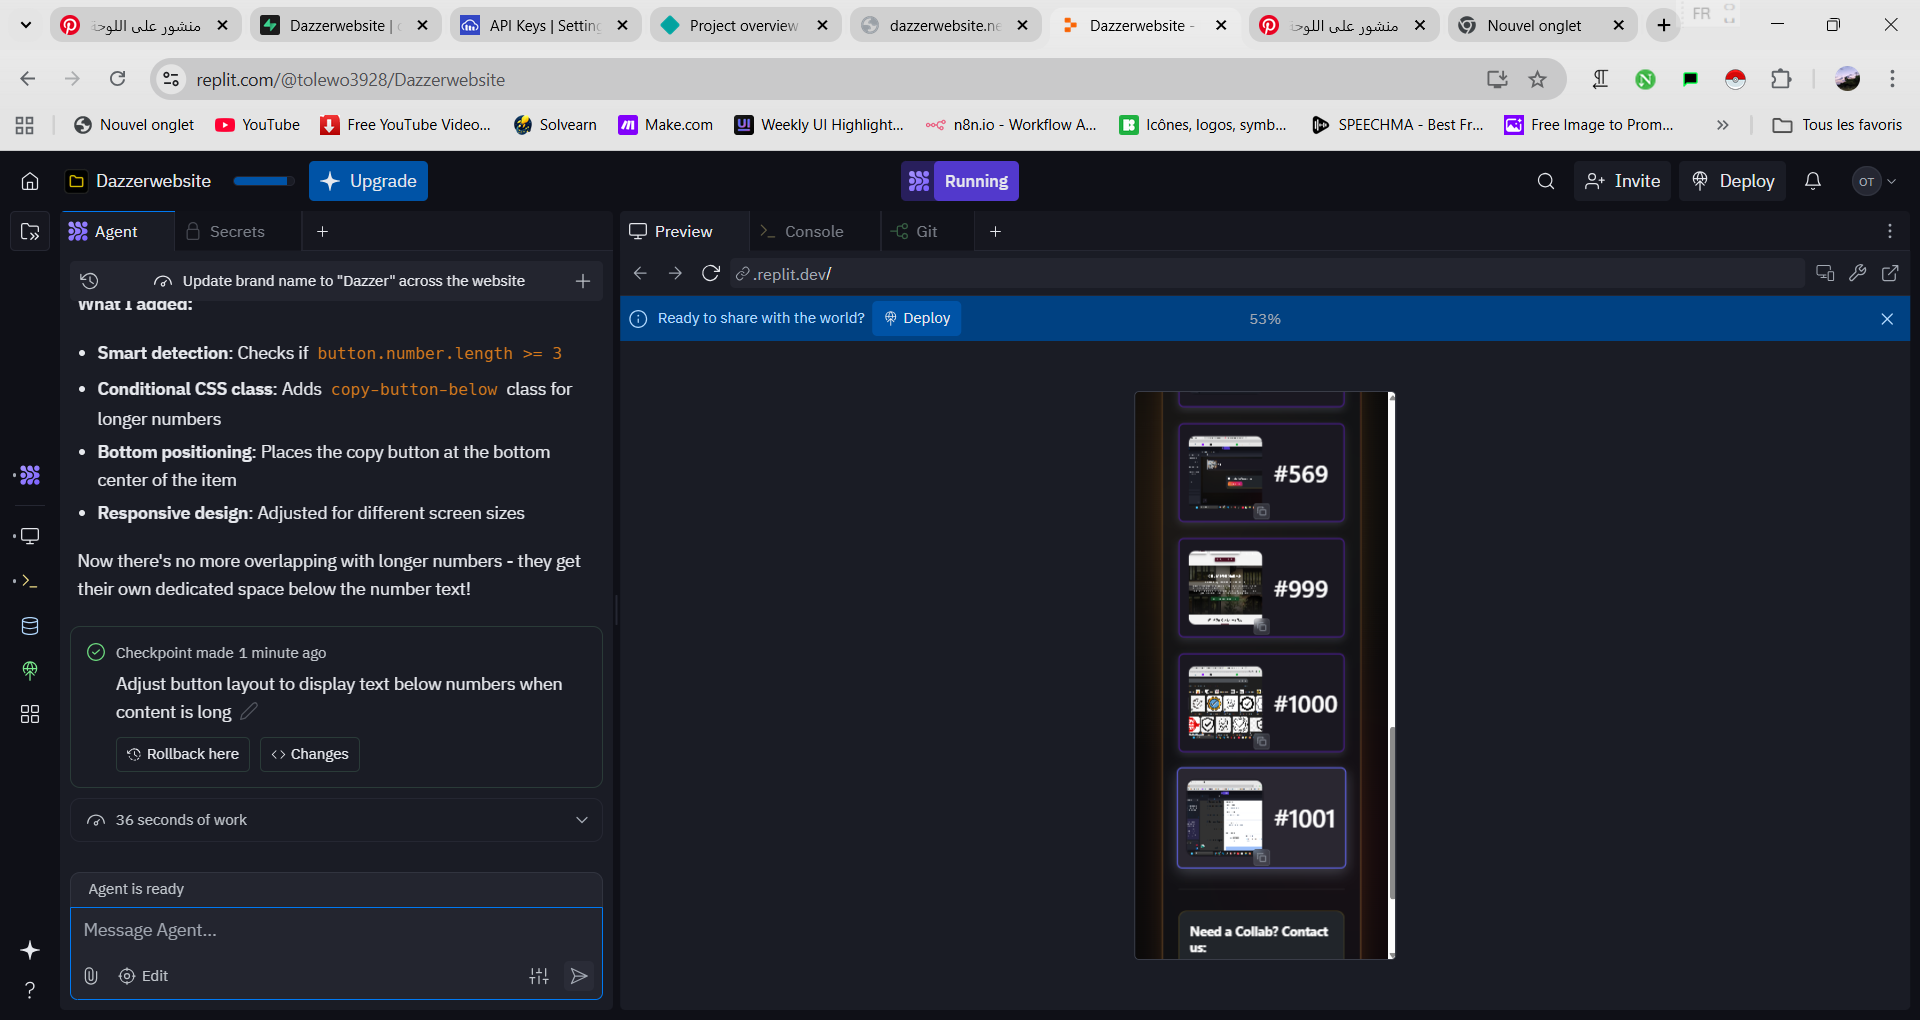 منشور على اللوحة
Dazzerwebsite | c
API Keys | Setting
Project overview
dazzerwebsite.ne
Dazzerwebsite -
منشور على اللوحة
Nouvel onglet
FR
replit.com/@tolewo3928/Dazzerwebsite
Nouvel onglet
YouTube
Free YouTube Video...
Solvearn
Make.com
Weekly UI Highlight...
n8n.io - Workflow A...
Icônes, logos, symb...
SPEECHMA - Best Fr...
Free Image to Prom...
Tous les favoris
Dazzerwebsite
Upgrade
Running
Invite
Deploy
OT
Agent
Secrets
Preview
Console
Git
Update brand name to "Dazzer" across the website
.replit.dev/
What I added:
Ready to share with the world?
Deploy
53%
• Smart detection: Checks if button.number.length >= 3
• Conditional CSS class: Adds copy-button-below class for
longer numbers
• Bottom positioning: Places the copy button at the bottom
center of the item
• Responsive design: Adjusted for different screen sizes
Now there's no more overlapping with longer numbers - they get
their own dedicated space below the number text!
Checkpoint made 1 minute ago
Adjust button layout to display text below numbers when
content is long
Rollback here
Changes
36 seconds of work
Agent is ready
Message Agent...
Edit
#569
#999
#1000
#1001
Need a Collab? Contact
us: